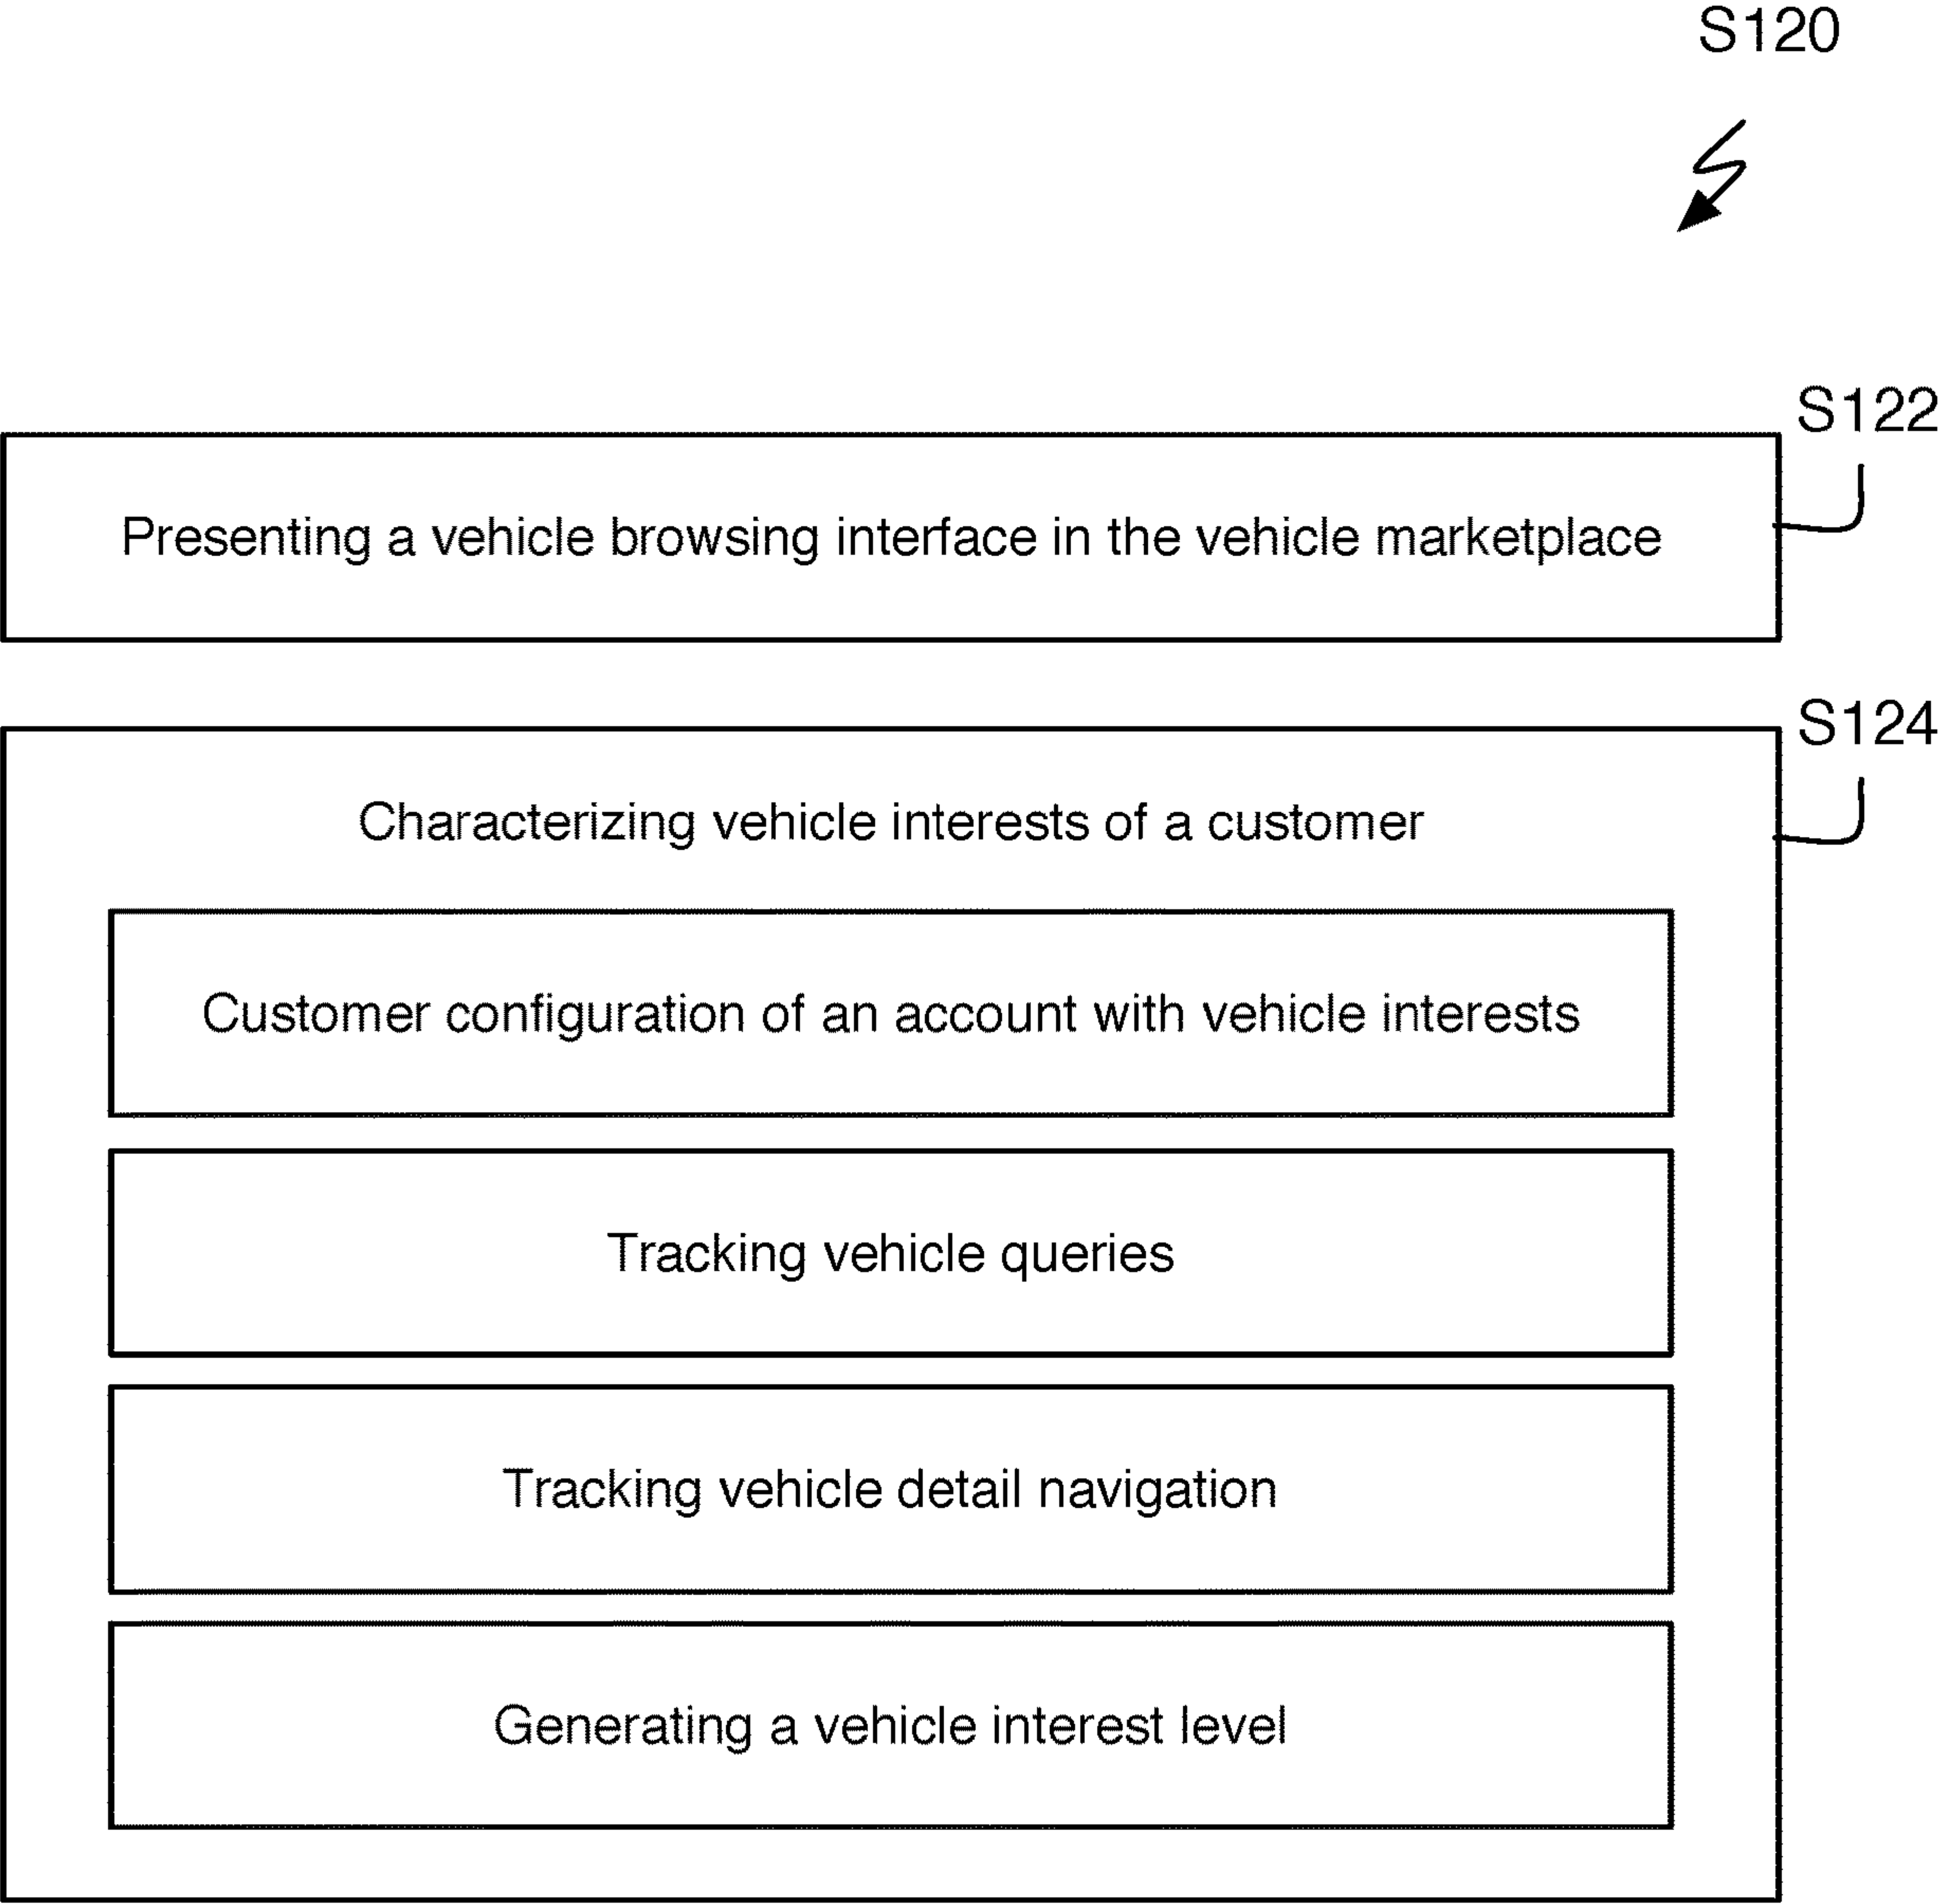 S120
S122
Presenting a vehicle browsing interface in the vehicle marketplace
S124
Characterizing vehicle interests of a customer
Customer configuration of an account with vehicle interests
Tracking vehicle queries
Tracking vehicle detail navigation
Generating a vehicle interest level